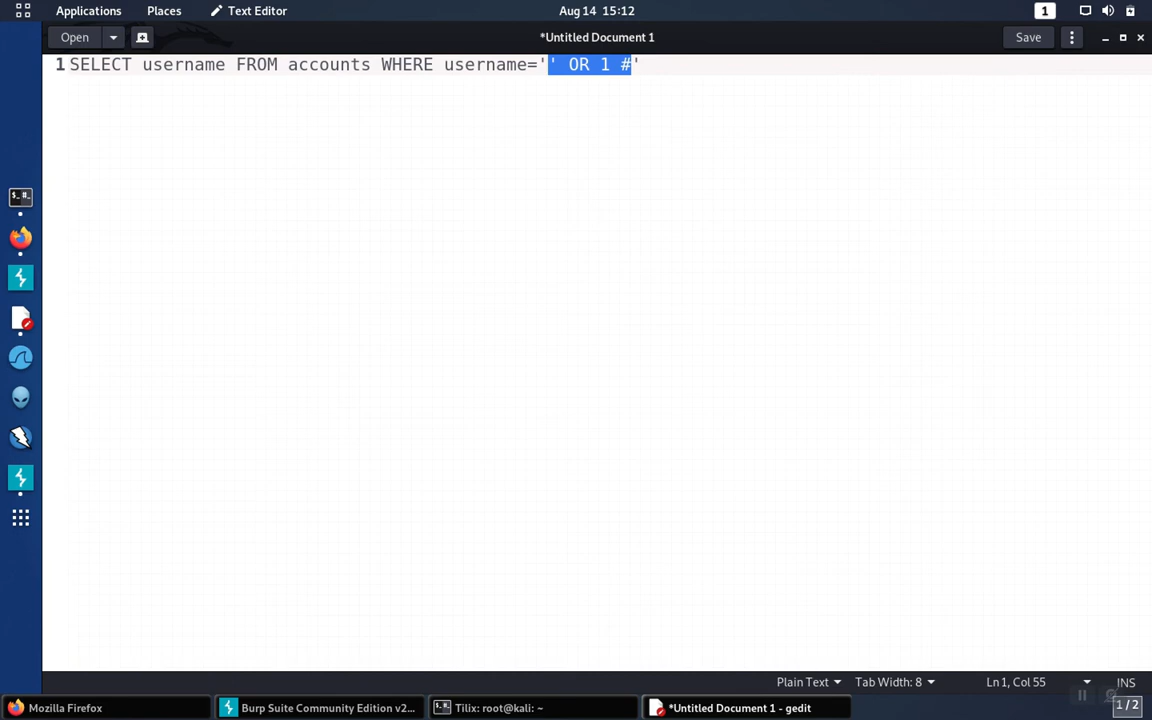 Applications Places Text Editor Aug 14 15:12 1
Open *Untitled Document 1 Save
1 SELECT username FROM accounts WHERE username='' OR 1 #'
Plain Text Tab Width: 8 Ln 1, Col 55 INS
Mozilla Firefox Burp Suite Community Edition v2... Tilix: root@kali: ~ *Untitled Document 1 - gedit 1 / 2